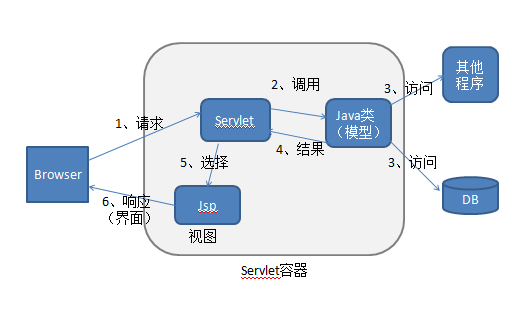 其他
程序
2、调用
3、访问
1、请求
Servlet
Java类
（模型）
4、结果
5、选择
3、访问
Browser
6、响应
（界面）
Jsp
DB
视图
Servlet容器